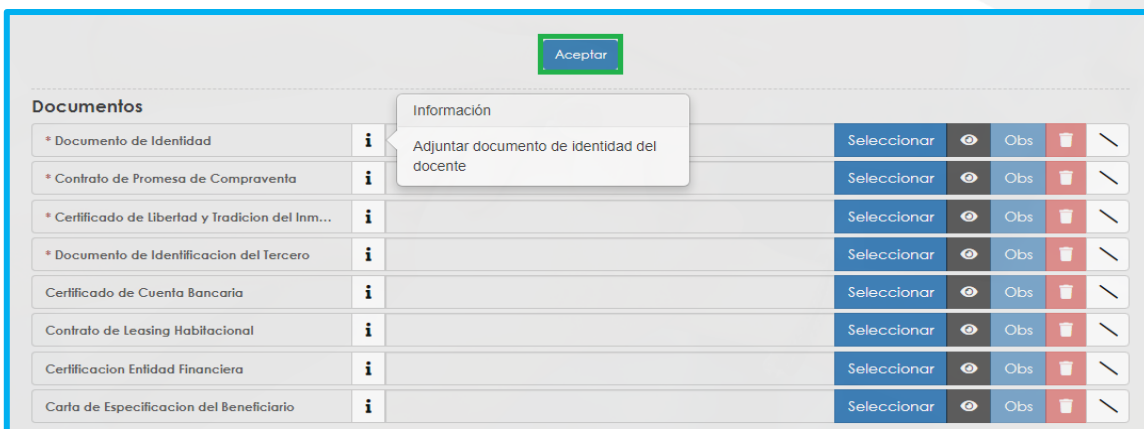 Aceptar
Documentos
Información
Adjuntar documento de identidad del
docente
* Documento de Identidad i Seleccionar Obs
* Contrato de Promesa de Compraventa i Seleccionar Obs
* Certificado de Libertad y Tradicion del Inm... i Seleccionar Obs
* Documento de Identificacion del Tercero i Seleccionar Obs
Certificado de Cuenta Bancaria i Seleccionar Obs
Contrato de Leasing Habitacional i Seleccionar Obs
Certificacion Entidad Financiera i Seleccionar Obs
Carta de Especificacion del Beneficiario i Seleccionar Obs